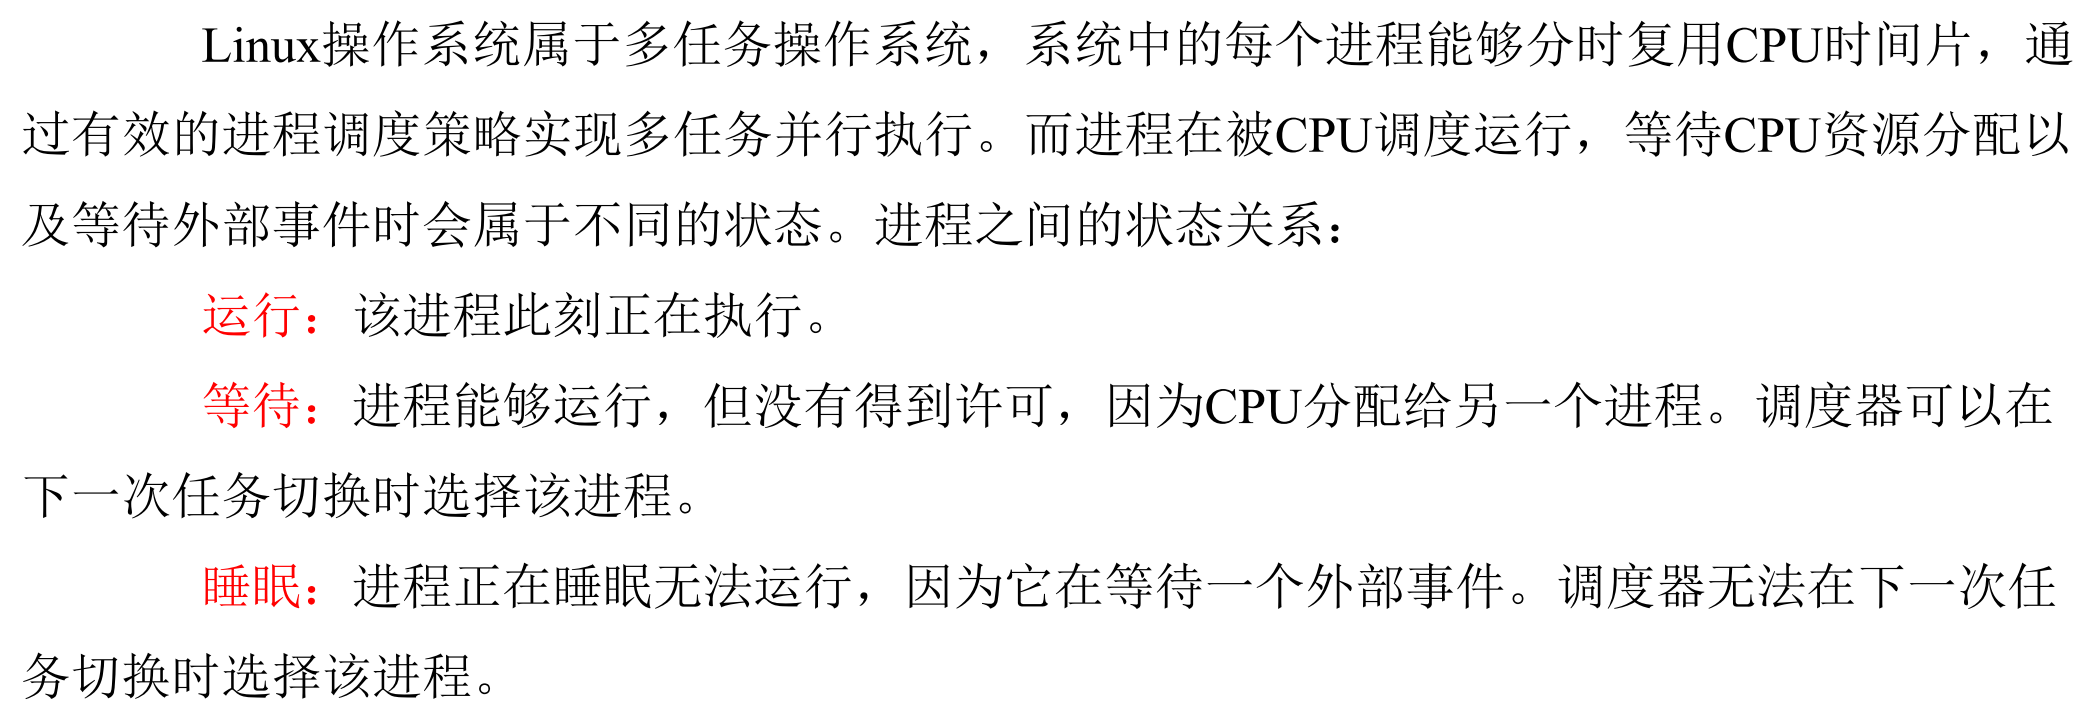 Linux操作系统属于多任务操作系统，系统中的每个进程能够分时复用CPU时间片，通
过有效的进程调度策略实现多任务并行执行。而进程在被CPU调度运行，等待CPU资源分配以
及等待外部事件时会属于不同的状态。进程之间的状态关系：
运行：该进程此刻正在执行。
等待：进程能够运行，但没有得到许可，因为CPU分配给另一个进程。调度器可以在
下一次任务切换时选择该进程。
睡眠：进程正在睡眠无法运行，因为它在等待一个外部事件。调度器无法在下一次任
务切换时选择该进程。